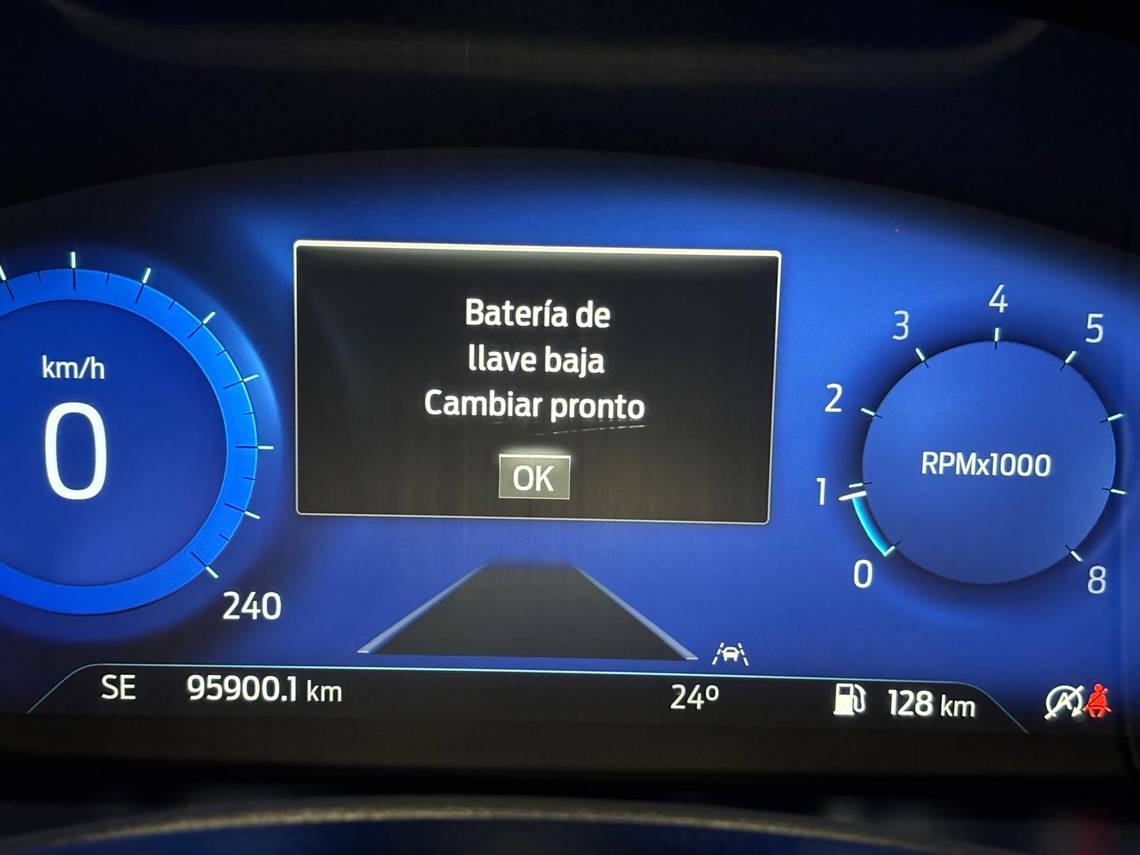 Batería de
llave baja
Cambiar pronto
OK
km/h
0
240
0
1
2
3
4
5
8
RPMx1000
SE
95900.1 km
24º
128 km